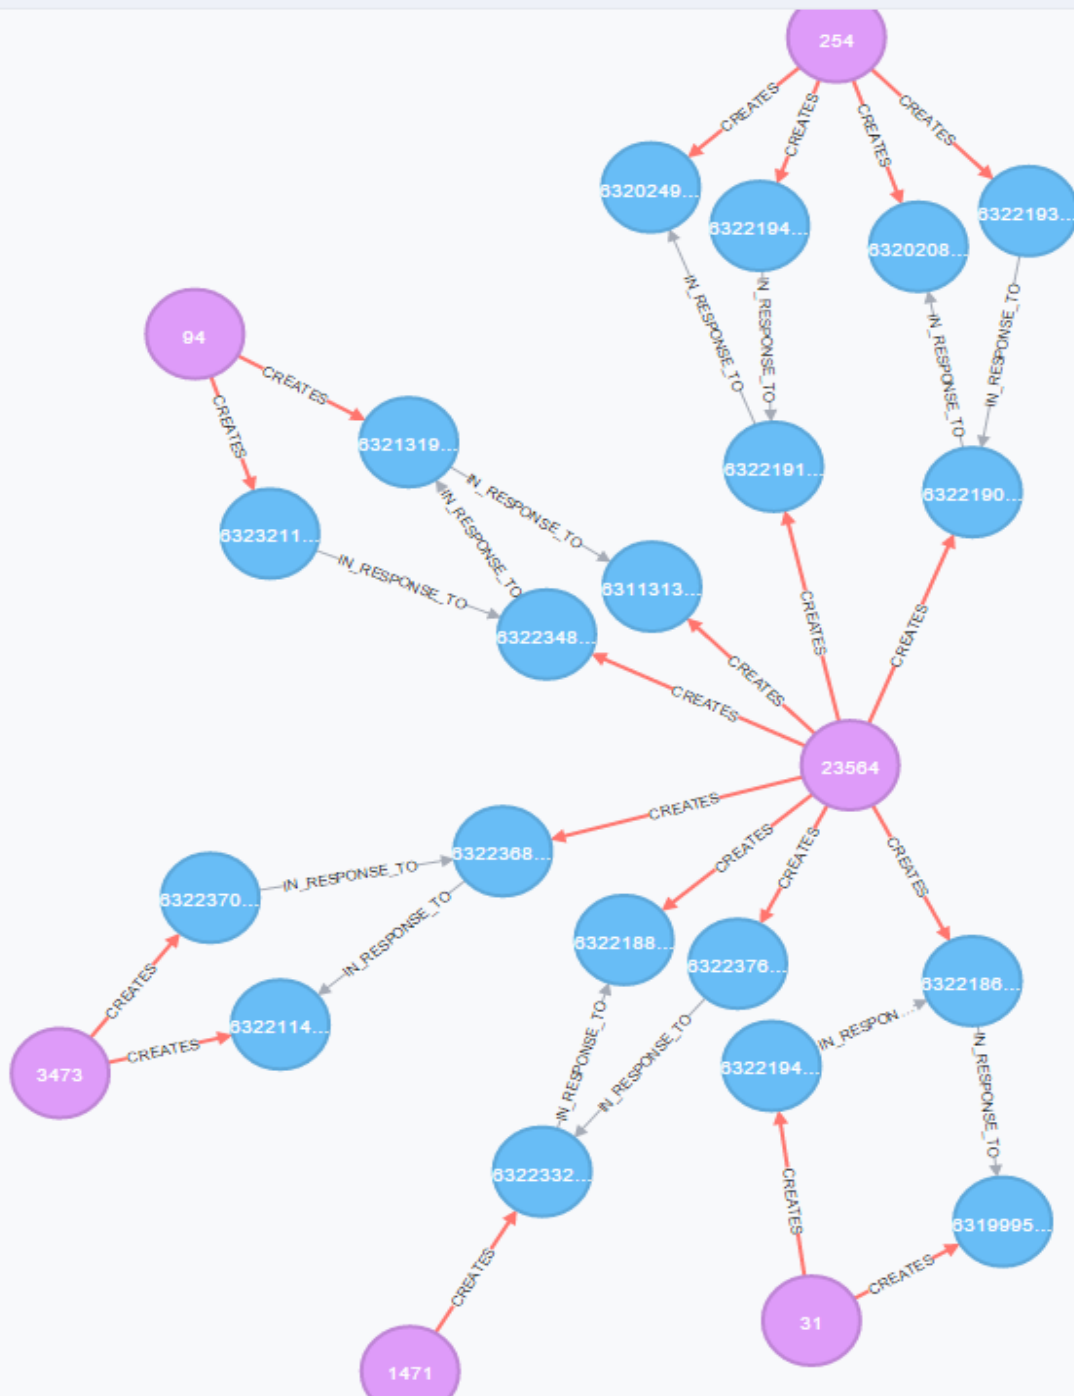 254
CREATES
CREATES
CREATES
CREATES
6320249...
6322194...
6320208...
6322193...
IN_RESPONSE_TO
IN_RESPONSE_TO
IN_RESPONSE_TO
IN_RESPONSE_TO
94
CREATES
CREATES
6321319...
6323211...
IN_RESPONSE_TO
IN_RESPONSE_TO
IN_RESPONSE_TO
6322191...
6322190...
6311313...
6322348...
CREATES
CREATES
CREATES
CREATES
23564
CREATES
CREATES
CREATES
CREATES
6322368...
6322370...
IN_RESPONSE_TO
IN_RESPONSE_TO
6322188...
6322376...
6322186...
CREATES
6322114...
CREATES
3473
IN_RESPONSE_TO
IN_RESPONSE_TO
6322194...
IN_RESPON...
IN_RESPONSE_TO
6322332...
CREATES
6319995...
CREATES
CREATES
31
1471